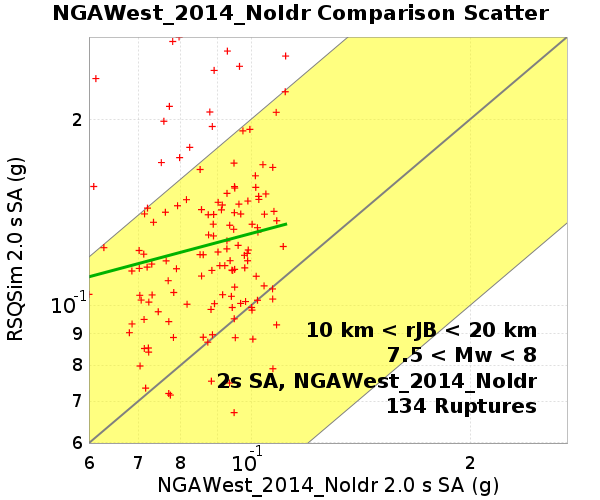 NGAWest_2014_NoIdr Comparison Scatter
RSQSim 2.0 s SA (g)
2
10^-1
9
8
7
6
10 km < rJB < 20 km
7.5 < Mw < 8
2s SA, NGAWest_2014_NoIdr
134 Ruptures
6 7 8 10^-1 2
NGAWest_2014_NoIdr 2.0 s SA (g)